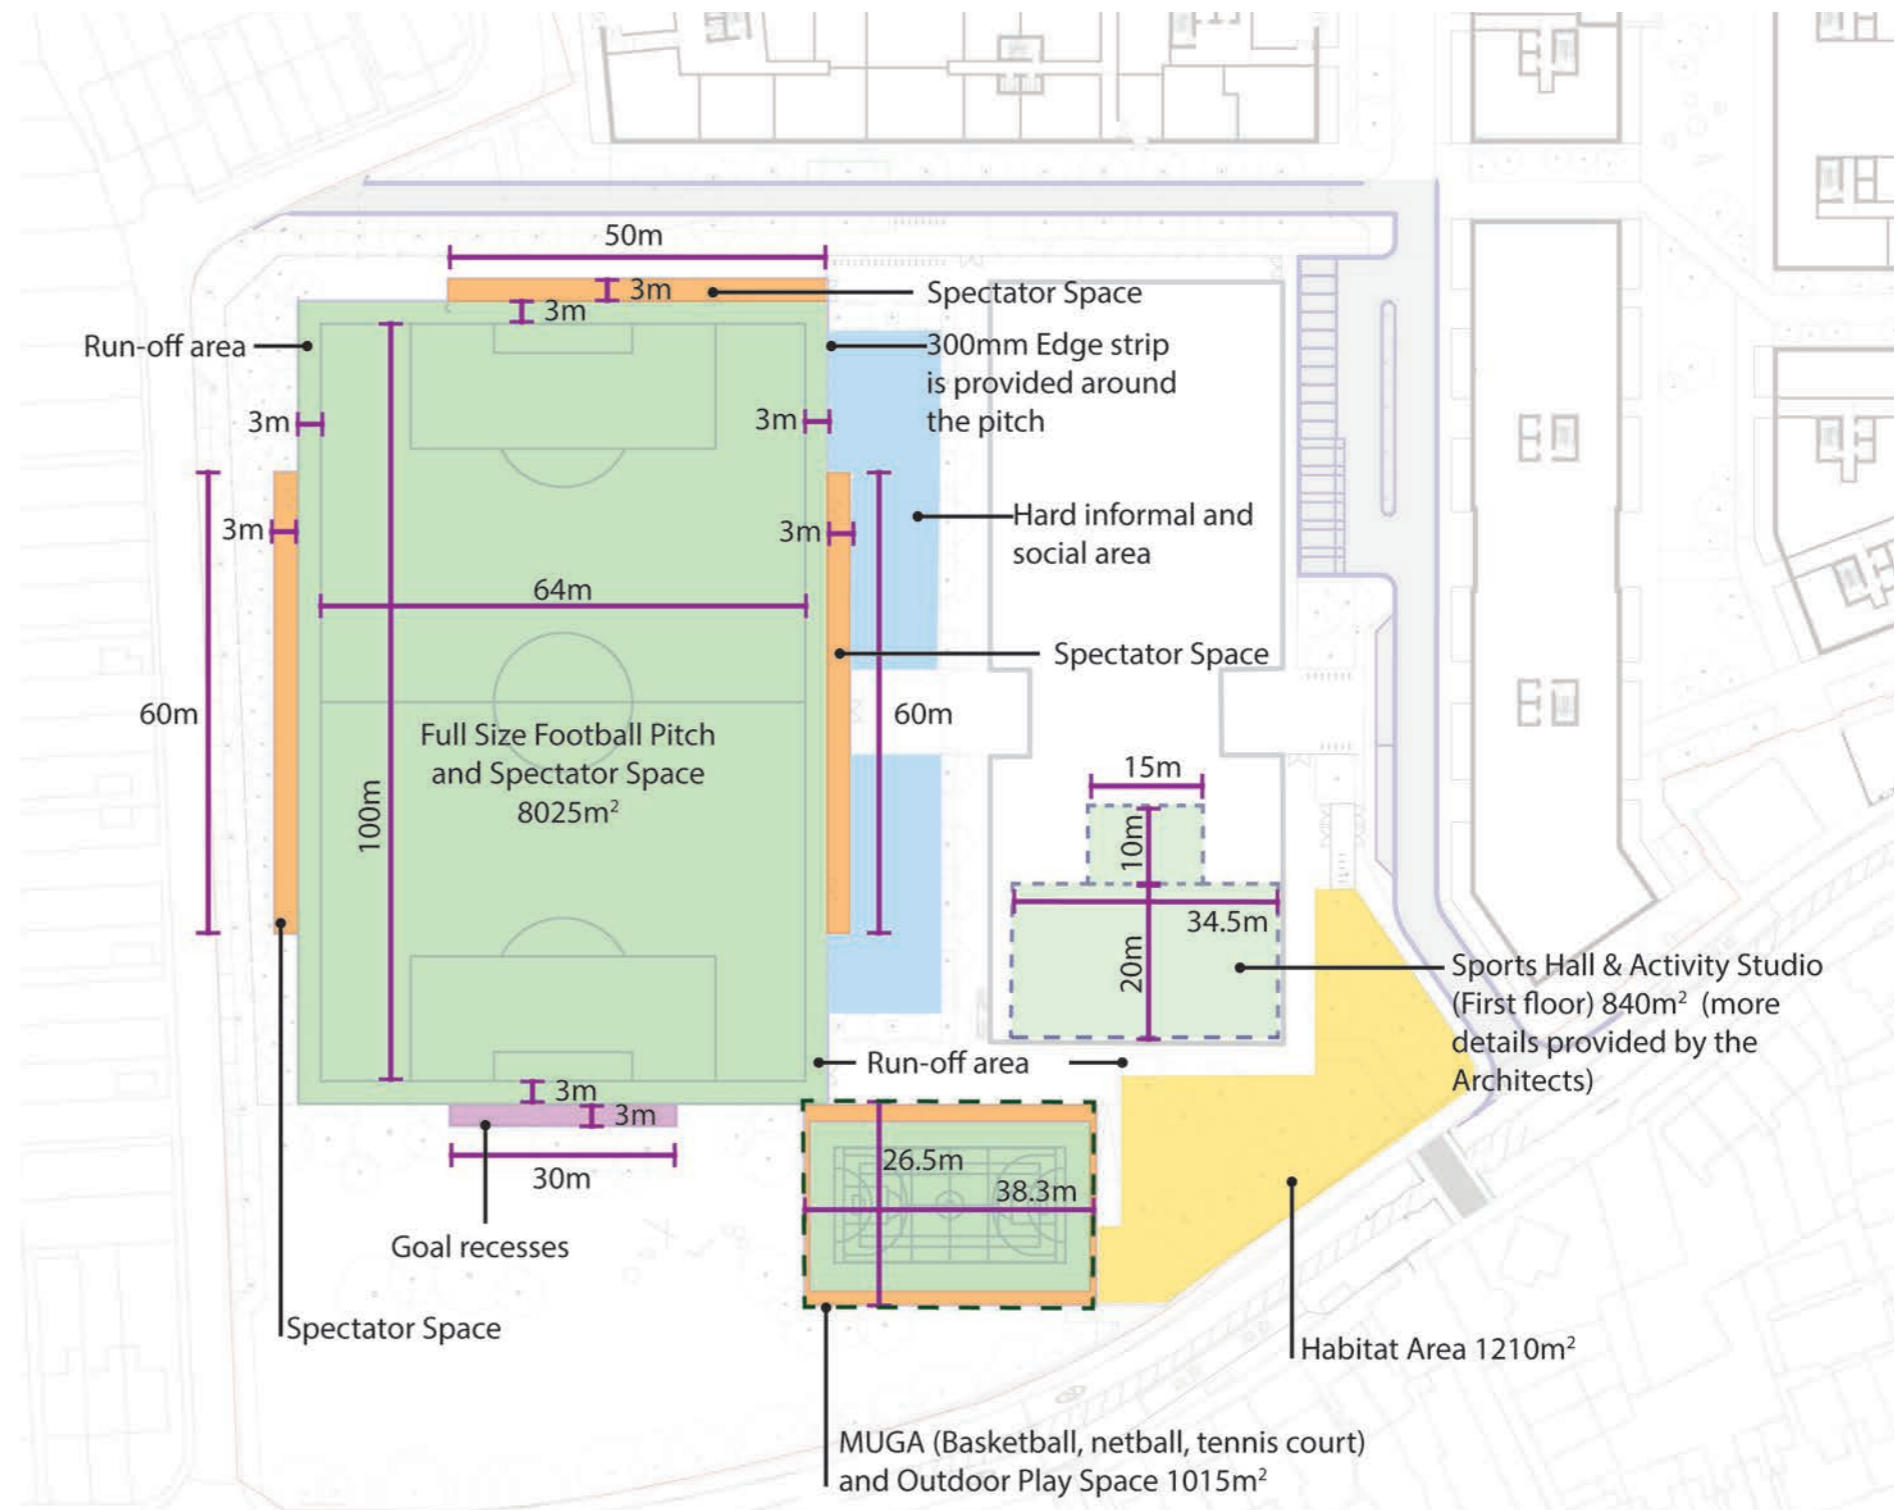 50m
3m
Spectator Space
3m
Run-off area
300mm Edge strip
is provided around
the pitch
3m
3m
3m
3m
Hard informal and
social area
64m
Spectator Space
60m
60m
Full Size Football Pitch
and Spectator Space
8025m²
100m
15m
10m
34.5m
20m
Sports Hall & Activity Studio
(First floor) 840m² (more
details provided by the
Architects)
Run-off area
3m
3m
30m
26.5m
38.3m
Goal recesses
Spectator Space
Habitat Area 1210m²
MUGA (Basketball, netball, tennis court)
and Outdoor Play Space 1015m²